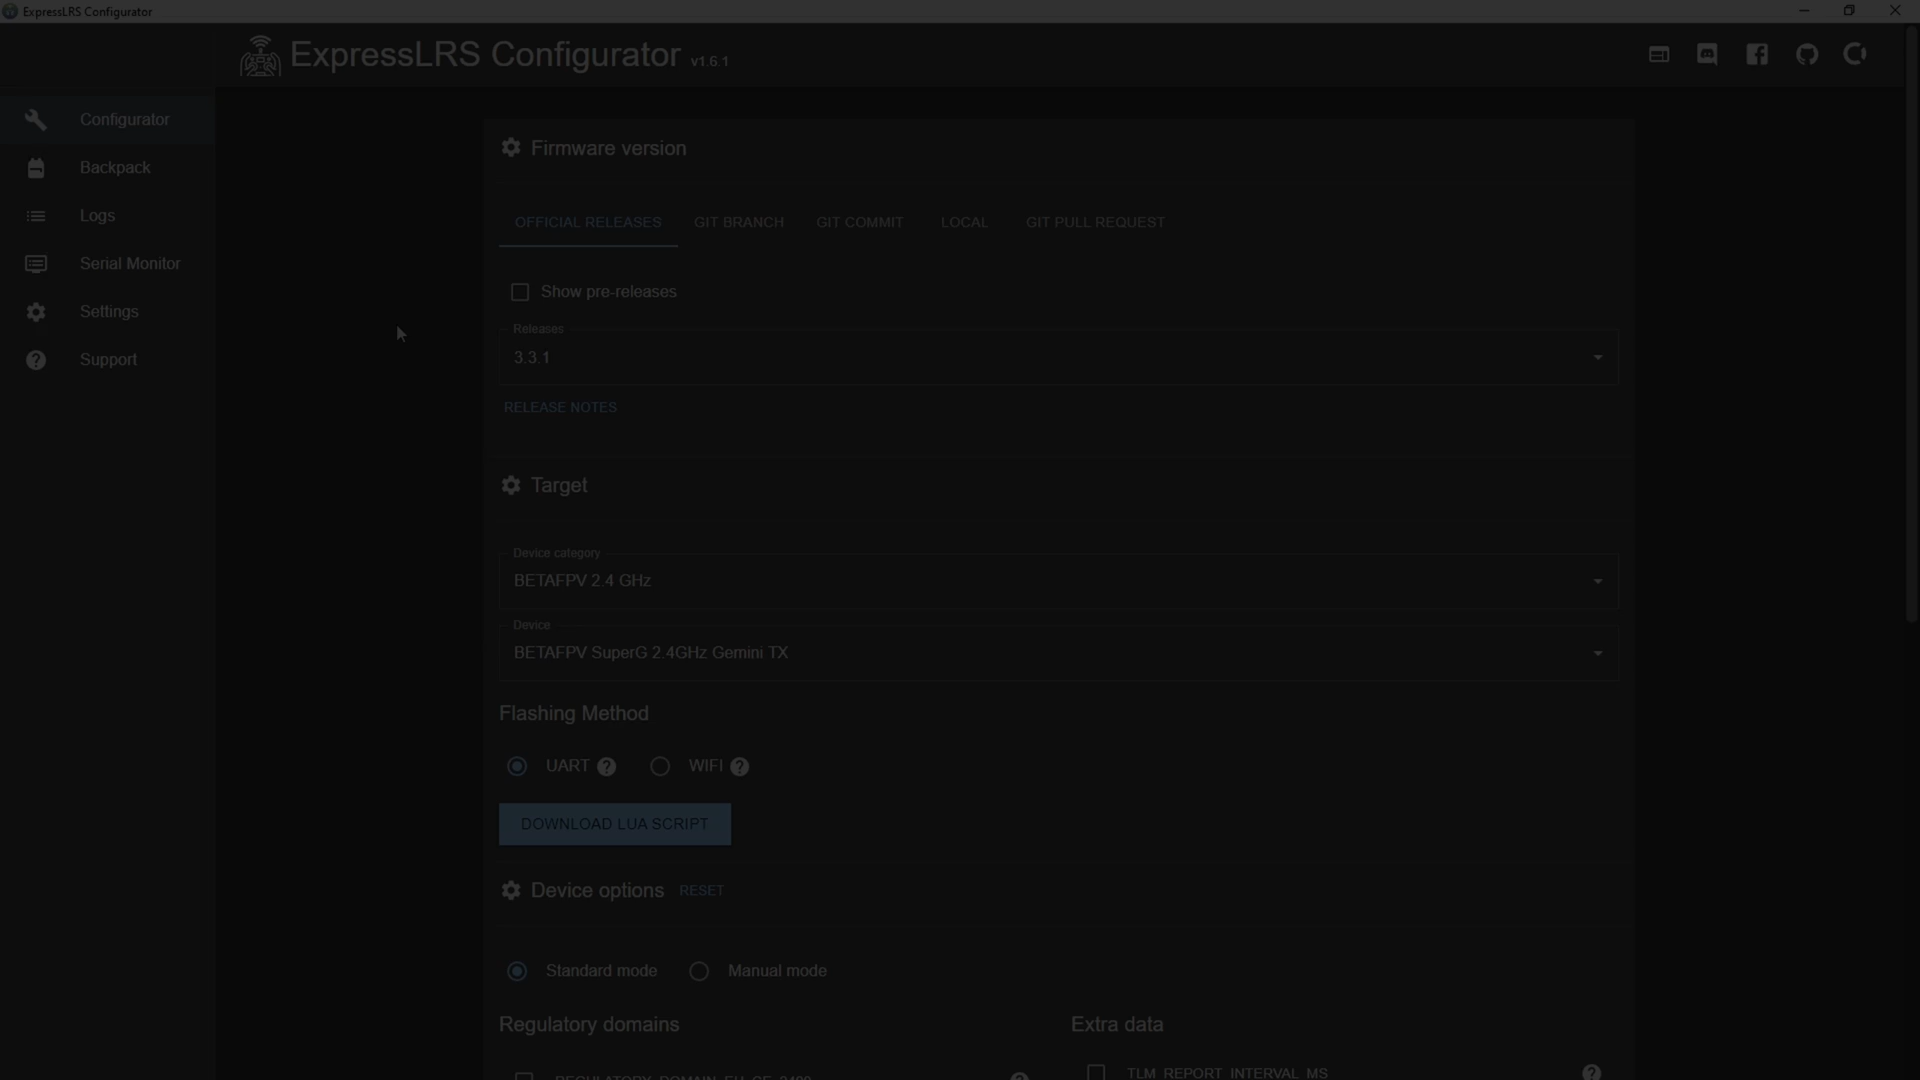 ExpressLRS Configurator
ExpressLRS Configurator v1.6.1
Configurator
Backpack
Logs
Serial Monitor
Settings
Support
Firmware version
OFFICIAL RELEASES GIT BRANCH GIT COMMIT LOCAL GIT PULL REQUEST
Show pre-releases
Releases
3.3.1
RELEASE NOTES
Target
Device category
BETAFPV 2.4 GHz
Device
BETAFPV SuperG 2.4GHz Gemini TX
Flashing Method
UART ? WIFI ?
DOWNLOAD LUA SCRIPT
Device options RESET
Standard mode Manual mode
Regulatory domains Extra data
REGULATORY_DOMAIN_EU_CE_2400 TLM_REPORT_INTERVAL_MS